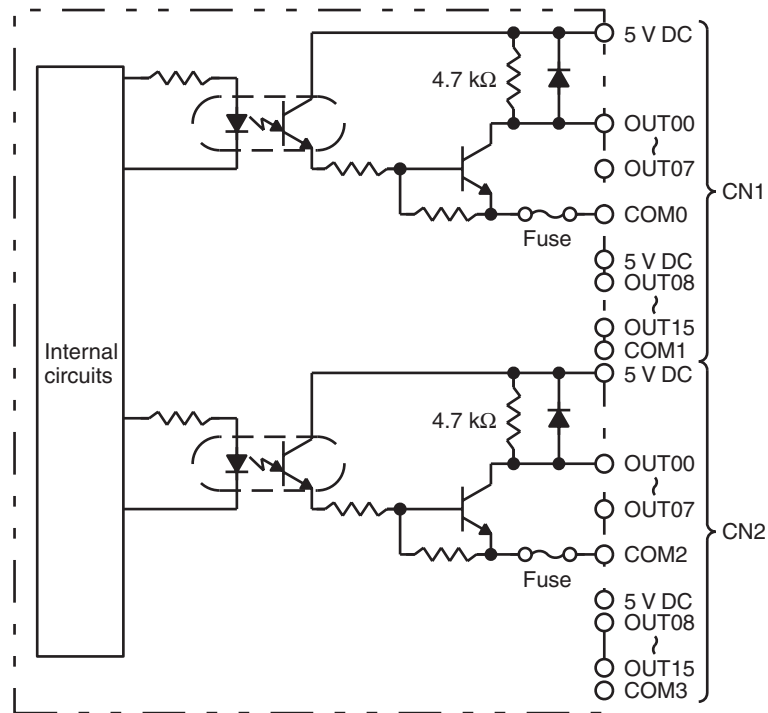 5 V DC
4.7 kΩ
OUT00
~
OUT07
CN1
COM0
Fuse
5 V DC
OUT08
~
OUT15
COM1
Internal
circuits
5 V DC
4.7 kΩ
OUT00
~
OUT07
CN2
COM2
Fuse
5 V DC
OUT08
~
OUT15
COM3